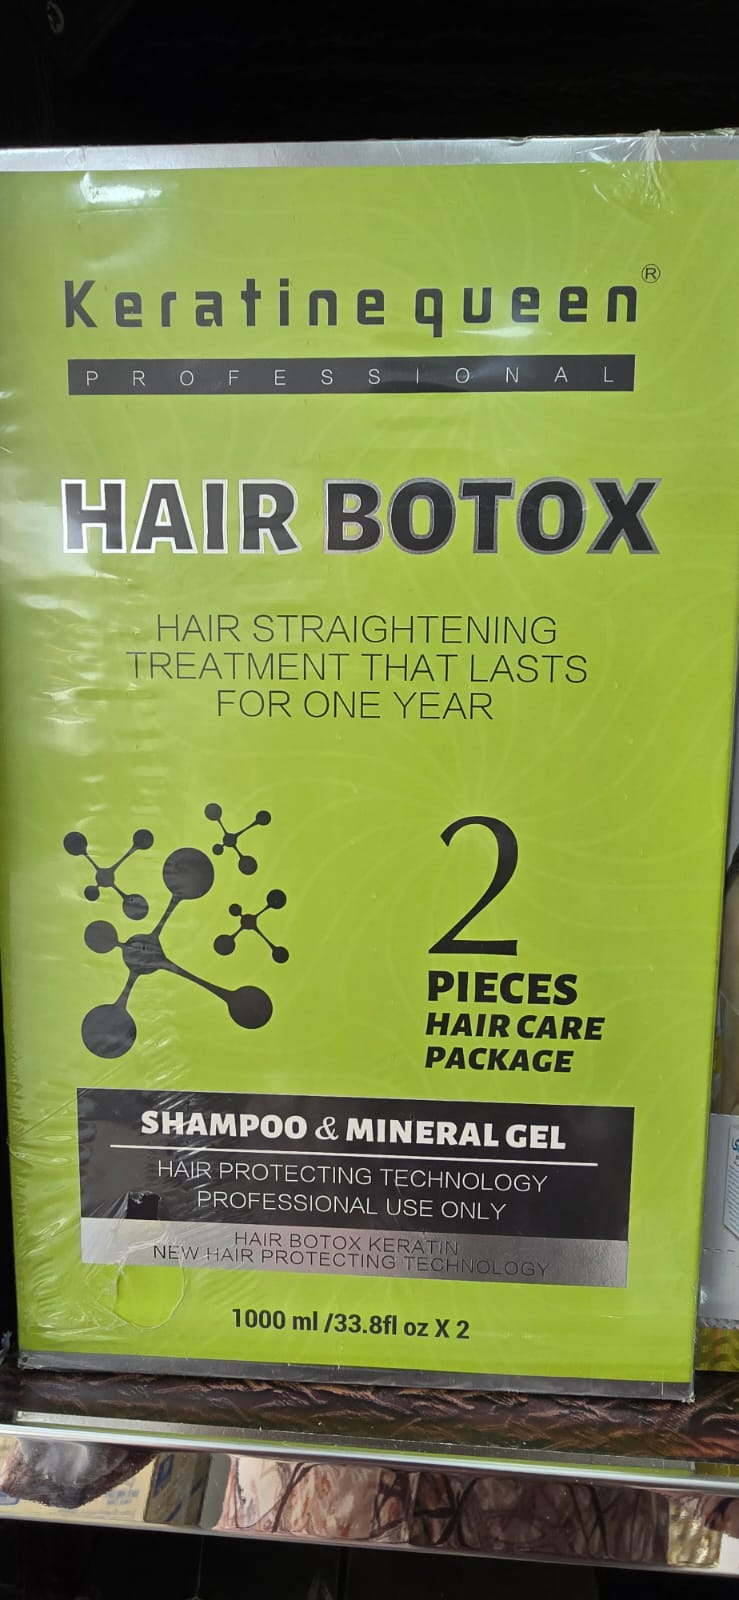 Keratine queen®
PROFESSIONAL
HAIR BOTOX
HAIR STRAIGHTENING
TREATMENT THAT LASTS
FOR ONE YEAR
2
PIECES
HAIR CARE
PACKAGE
SHAMPOO & MINERAL GEL
HAIR PROTECTING TECHNOLOGY
PROFESSIONAL USE ONLY
HAIR BOTOX KERATIN
NEW HAIR PROTECTING TECHNOLOGY
1000 ml /33.8fl oz X 2